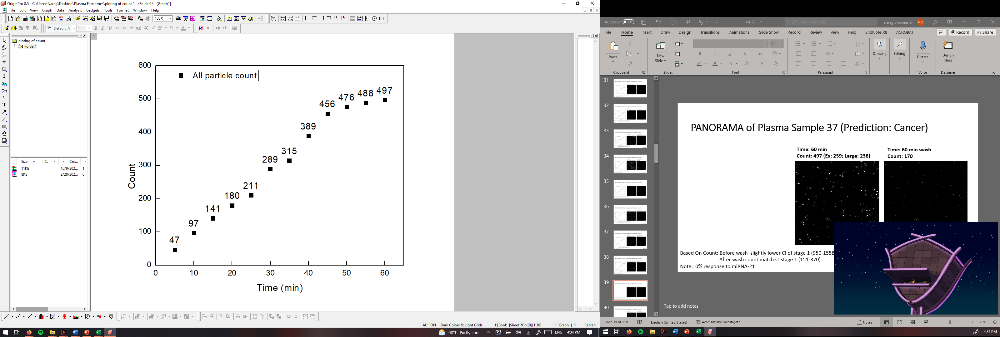 OriginPro 8.5 - C:\Users\Nareg\Desktop\Plasma Exosomes\ploting of count * - /Folder1/ - [Graph1]
File Edit View Graph Data Analysis Gadgets Tools Format Window Help
100%
Default: A 0 B I U
ploting of count
Folder1
Size C. Cre...
11KB 10/9/202... 1
8KB 2/28/202... 0
1
All particle count
600
500
400
300
200
100
0
Count
47
97
141
180
211
289
315
389
456
476
488
497
0 10 20 30 40 50 60
Time (min)
AU : ON Dark Colors & Light Grids 1:[Book1]Sheet1!Col(B)[1:30] 1:[Graph1]1!1 Radian
90°F Partly sun... ENG 4:34 PM
AutoSave Off 04-20... Search (Alt+Q) nareg ohannesian NO
File Home Insert Draw Design Transitions Animations Slide Show Record Review View Help EndNote X8 ACROBAT Record Share
Paste New Slide 18 Drawing Editing Dictate Design Ideas
B I U S ab AV
Aa A A
Clipboard Slides Font Paragraph Voice Designer
31
32
33
34
35
36
37
38
39
40
PANORAMA of Plasma Sample 37 (Prediction: Cancer)
Time: 60 min
Count: 497 (Ex: 259; Large: 238)
Time: 60 min wash
Count: 170
Based On Count: Before wash slightly lower CI of stage 1 (950-1558
After wash count match CI stage 1 (151-370)
Note: 0% response to miRNA-21
Tap to add notes
Slide 39 of 110 English (United States) Accessibility: Investigate Notes 75%
4:34 PM